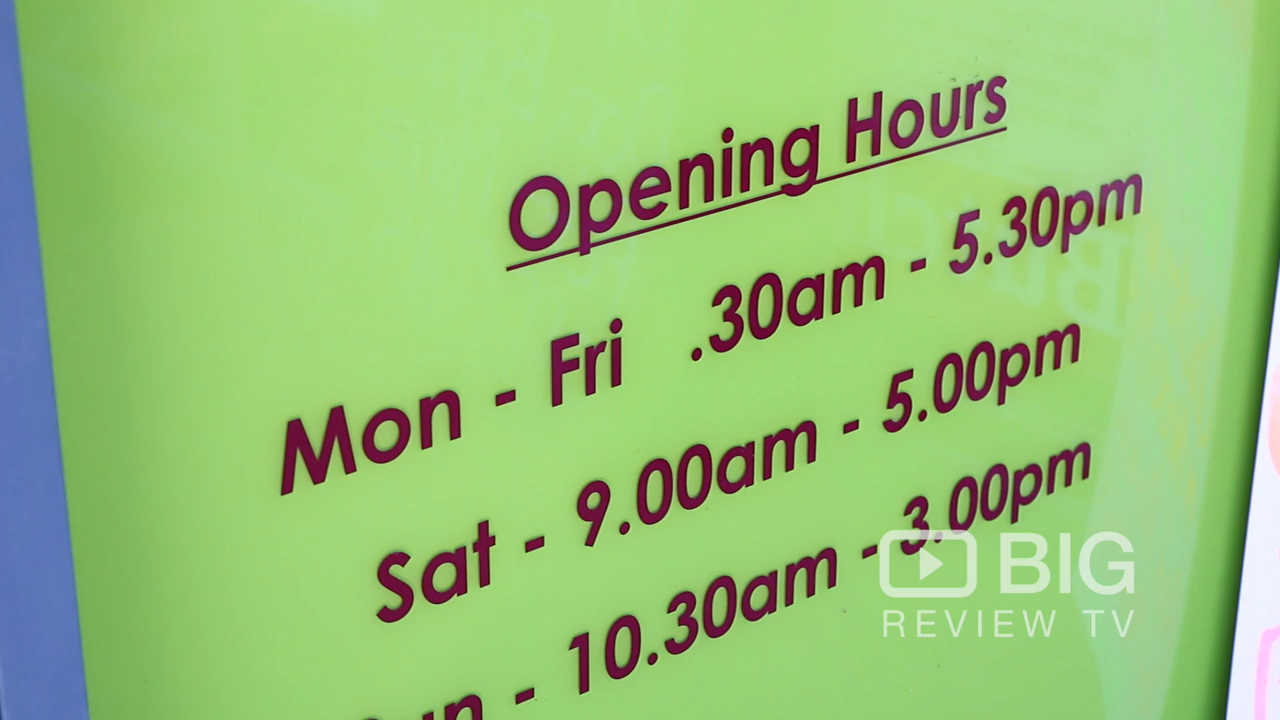 Opening Hours
Mon - Fri .30am - 5.30pm
Sat - 9.00am - 5.00pm
- 10.30am - 3.00pm
BIG
REVIEW TV